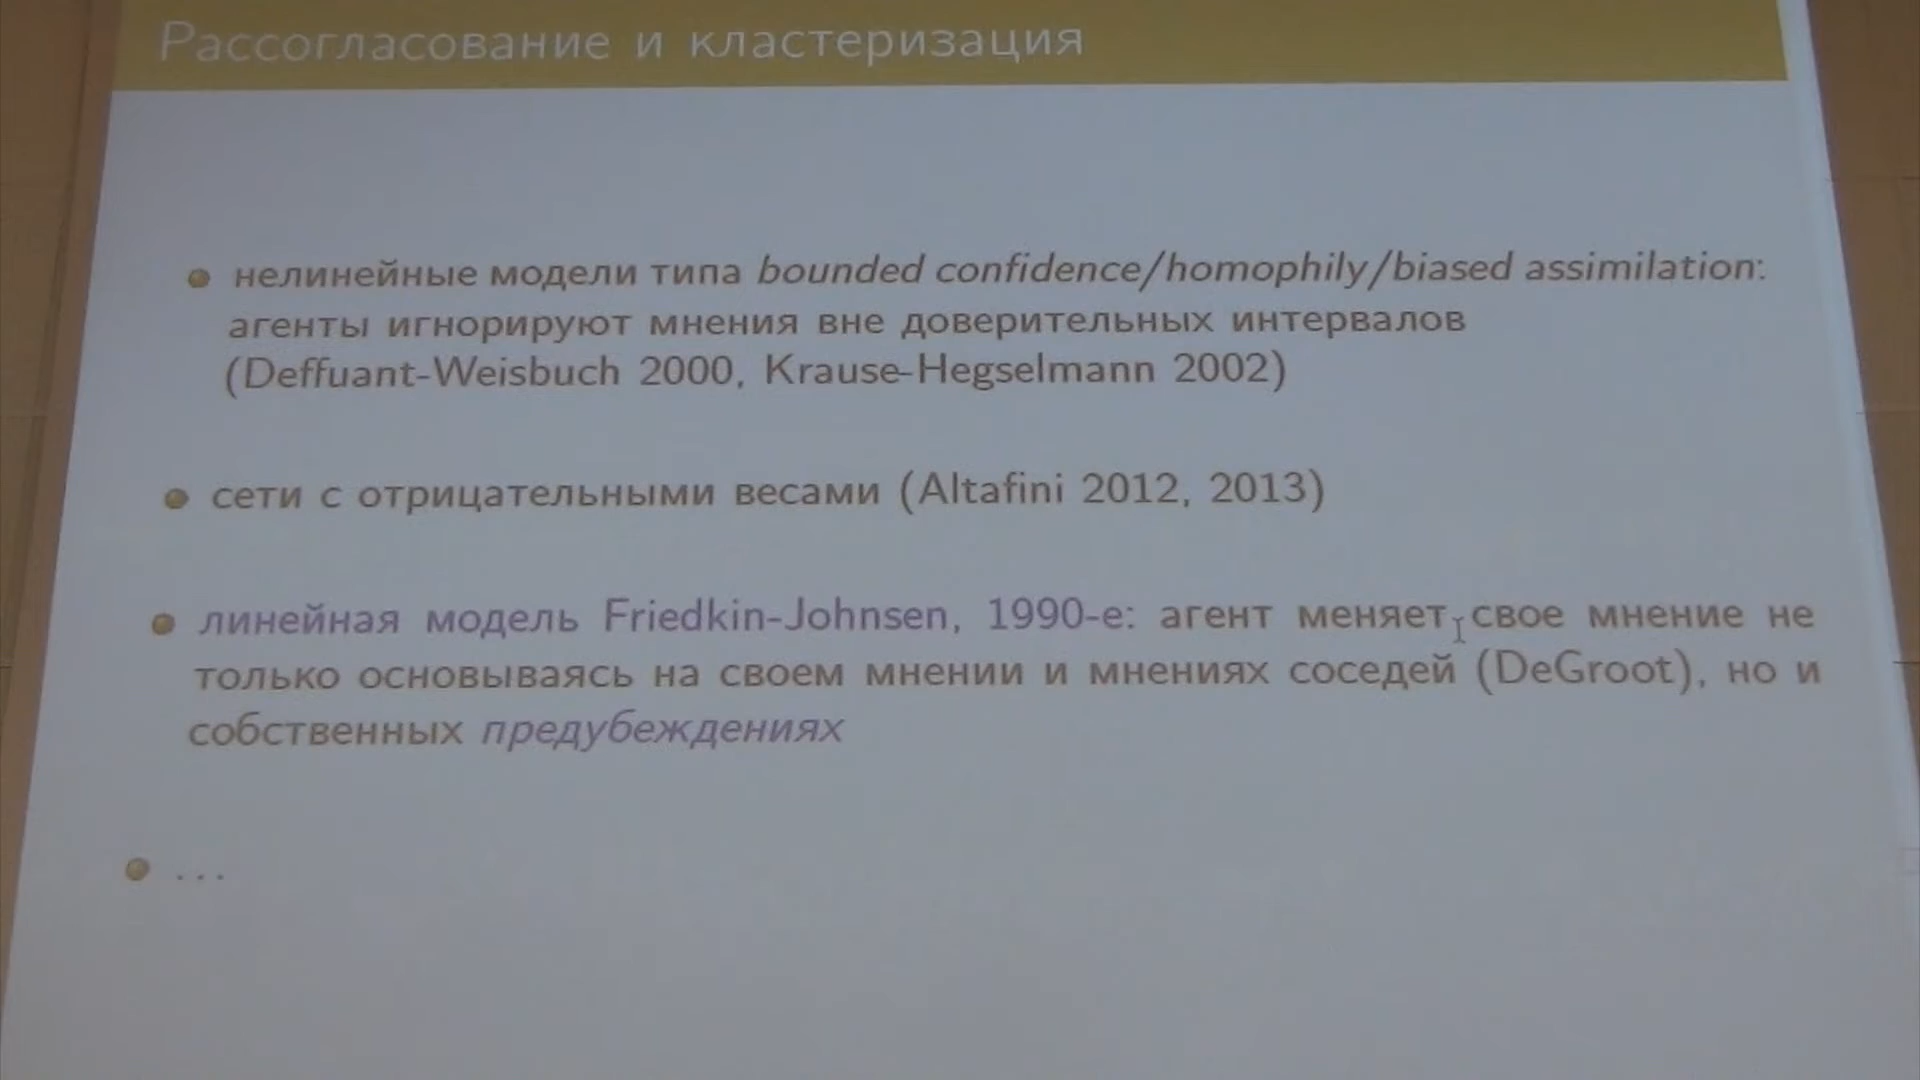 Рассогласование и кластеризация
нелинейные модели типа bounded confidence/homophily/biased assimilation:
агенты игнорируют мнения вне доверительных интервалов
(Deffuant-Weisbuch 2000, Krause-Hegselmann 2002)
сети с отрицательными весами (Altafini 2012, 2013)
линейная модель Friedkin-Johnsen, 1990-е: агент меняет свое мнение не
только основываясь на своем мнении и мнениях соседей (DeGroot), но и
собственных предубеждениях
...